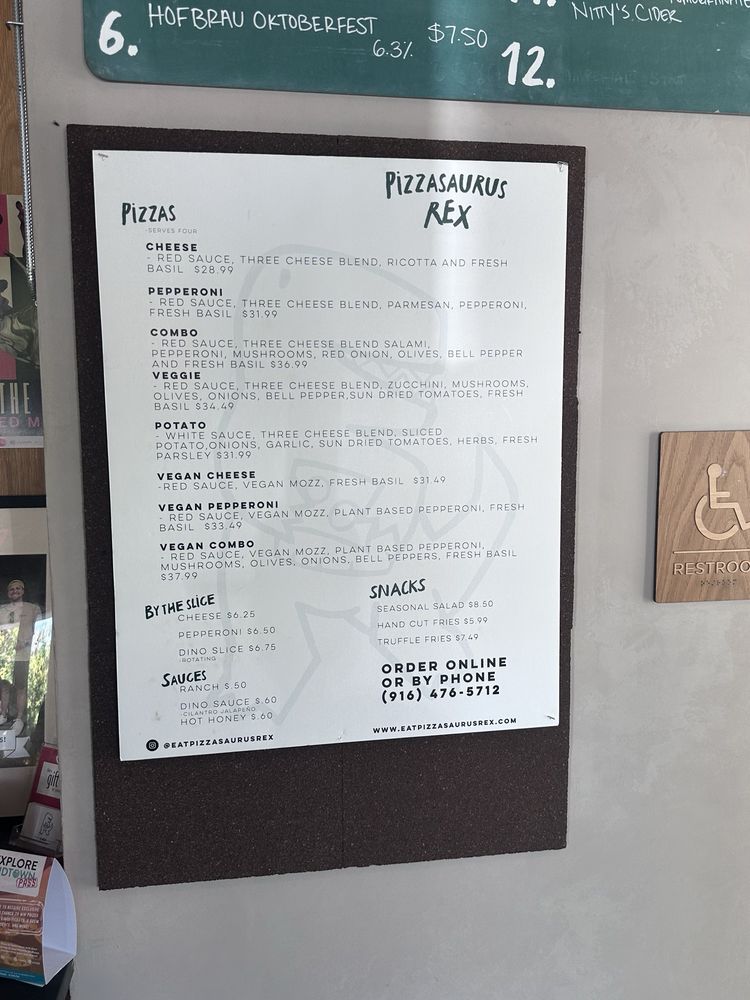 6.
HOFBRAU OKTOBERFEST
6.3%
$7.50
NITTY'S CIDER
12.
PIZZASAURUS
REX
PIZZAS
-SERVES FOUR
CHEESE
- RED SAUCE, THREE CHEESE BLEND, RICOTTA AND FRESH
BASIL $28.99
PEPPERONI
- RED SAUCE, THREE CHEESE BLEND, PARMESAN, PEPPERONI,
FRESH BASIL $31.99
COMBO
- RED SAUCE, THREE CHEESE BLEND SALAMI,
PEPPERONI, MUSHROOMS, RED ONION, OLIVES, BELL PEPPER
AND FRESH BASIL $36.99
VEGGIE
- RED SAUCE, THREE CHEESE BLEND, ZUCCHINI, MUSHROOMS,
OLIVES, ONIONS, BELL PEPPER,SUN DRIED TOMATOES, FRESH
BASIL $34.49
POTATO
- WHITE SAUCE, THREE CHEESE BLEND, SLICED
POTATO,ONIONS, GARLIC, SUN DRIED TOMATOES, HERBS, FRESH
PARSLEY $31.99
VEGAN CHEESE
-RED SAUCE, VEGAN MOZZ, FRESH BASIL $31.49
VEGAN PEPPERONI
- RED SAUCE, VEGAN MOZZ, PLANT BASED PEPPERONI, FRESH
BASIL $33.49
VEGAN COMBO
- RED SAUCE, VEGAN MOZZ, PLANT BASED PEPPERONI,
MUSHROOMS, OLIVES, ONIONS, BELL PEPPERS, FRESH BASIL
$37.99
BY THE SLICE
CHEESE $6.25
PEPPERONI $6.50
DINO SLICE $6.75
-ROTATING
SAUCES
RANCH $.50
DINO SAUCE $.60
-CILANTRO JALAPEÑO
HOT HONEY $.60
@EATPIZZASAURUSREX
SNACKS
SEASONAL SALAD $8.50
HAND CUT FRIES $5.99
TRUFFLE FRIES $7.49
ORDER ONLINE
OR BY PHONE
(916) 476-5712
WWW.EATPIZZASAURUSREX.COM
RESTROO
THE
ED M
gift
XPLORE
DTOWN
PASS